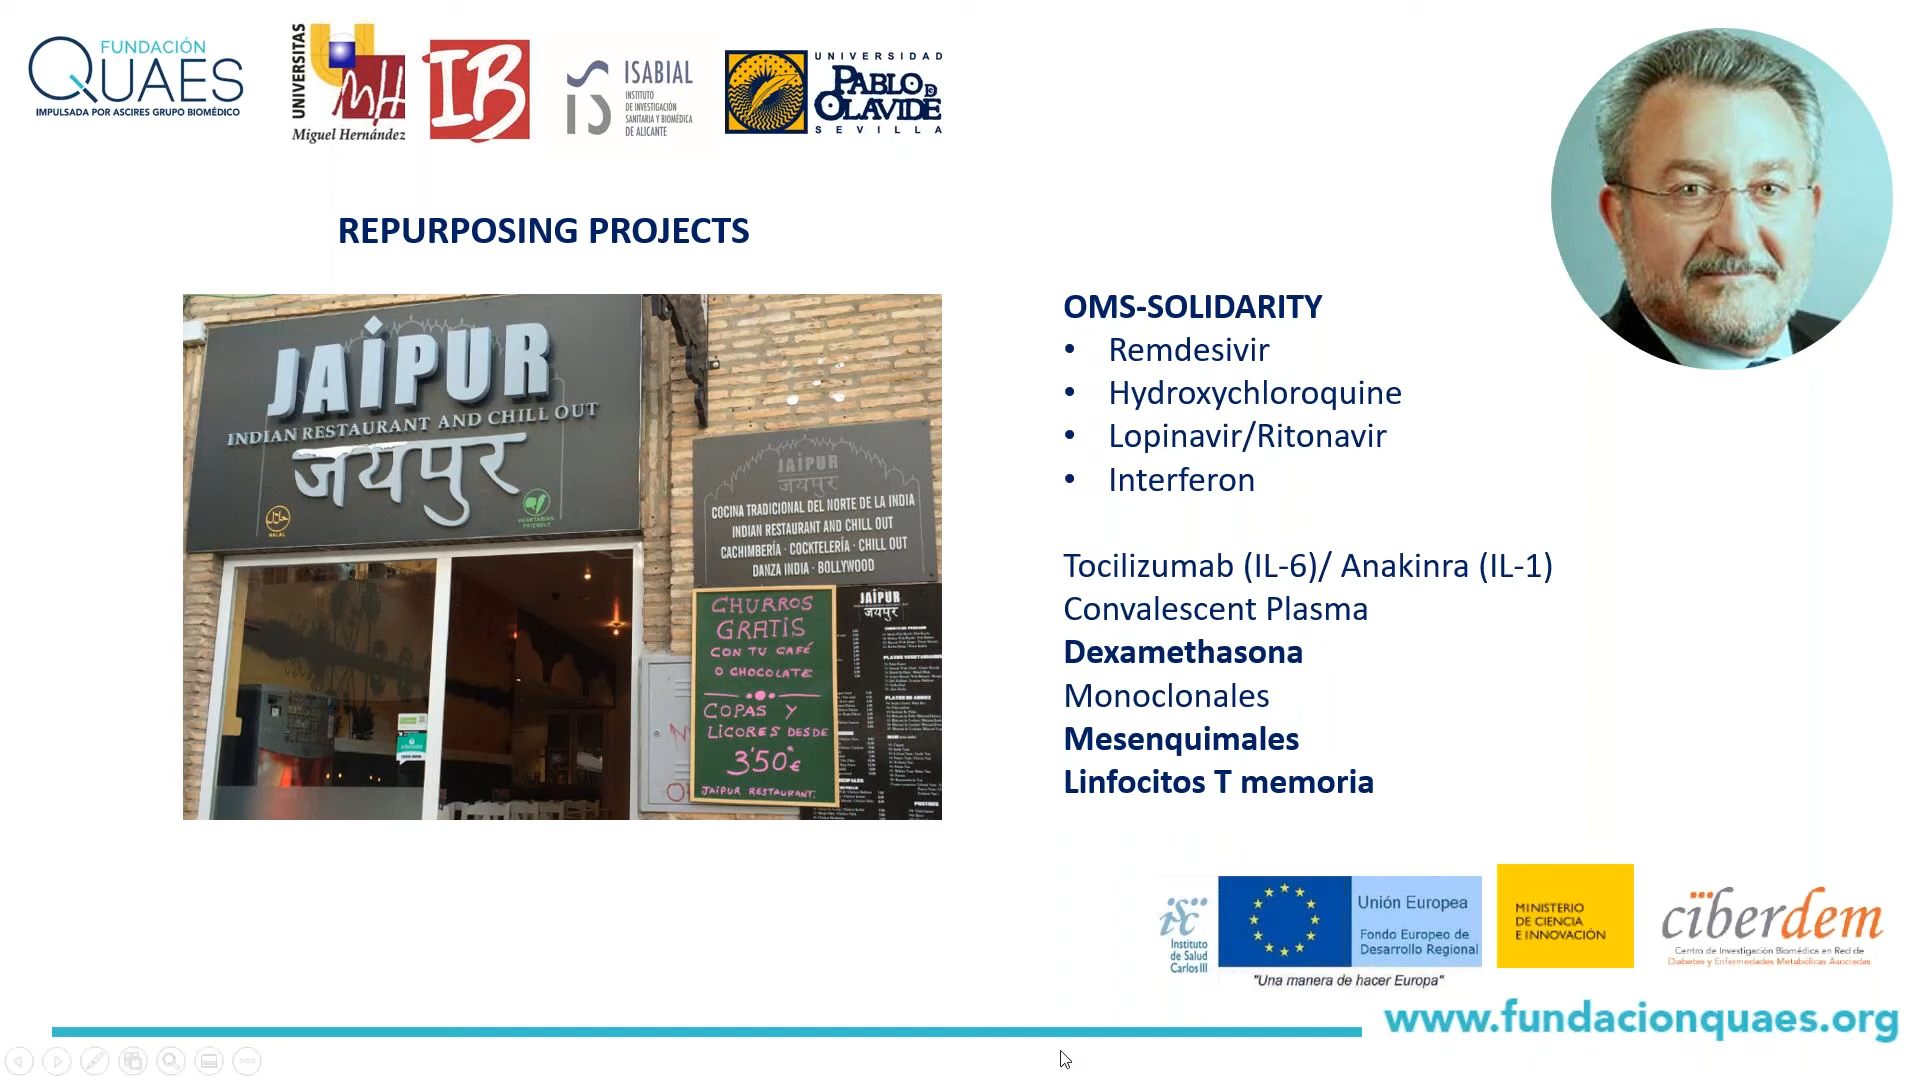 FUNDACIÓN
QUAES
IMPULSADA POR ASCIRES GRUPO BIOMÉDICO
UNIVERSITAS
Miguel Hernández
IB
ISABIAL
INSTITUTO
DE INVESTIGACIÓN
SANITARIA Y BIOMÉDICA
DE ALICANTE
UNIVERSIDAD
PABLO DE
OLAVIDE
SEVILLA
REPURPOSING PROJECTS
JAIPUR
INDIAN RESTAURANT AND CHILL OUT
जयपुर
حلال
HALAL
VEGETARIAN
FRIENDLY
JAIPUR
जयपुर
COCINA TRADICIONAL DEL NORTE DE LA INDIA
INDIAN RESTAURANT AND CHILL OUT
CACHIMBERÍA · COCKTELERÍA · CHILL OUT
DANZA INDIA · BOLLYWOOD
CHURROS
GRATIS
CON TU CAFÉ
O CHOCOLATE
COPAS Y
LICORES DESDE
3'50€
JAIPUR RESTAURANT.
JAIPUR
जयपुर
OMS-SOLIDARITY
• Remdesivir
• Hydroxychloroquine
• Lopinavir/Ritonavir
• Interferon
Tocilizumab (IL-6)/ Anakinra (IL-1)
Convalescent Plasma
Dexamethasona
Monoclonales
Mesenquimales
Linfocitos T memoria
isc
Instituto
de Salud
Carlos III
Unión Europea
Fondo Europeo de
Desarrollo Regional
"Una manera de hacer Europa"
MINISTERIO
DE CIENCIA
E INNOVACIÓN
ciberdem
Centro de Investigación Biomédica en Red de
Diabetes y Enfermedades Metabólicas Asociadas
www.fundacionquaes.org